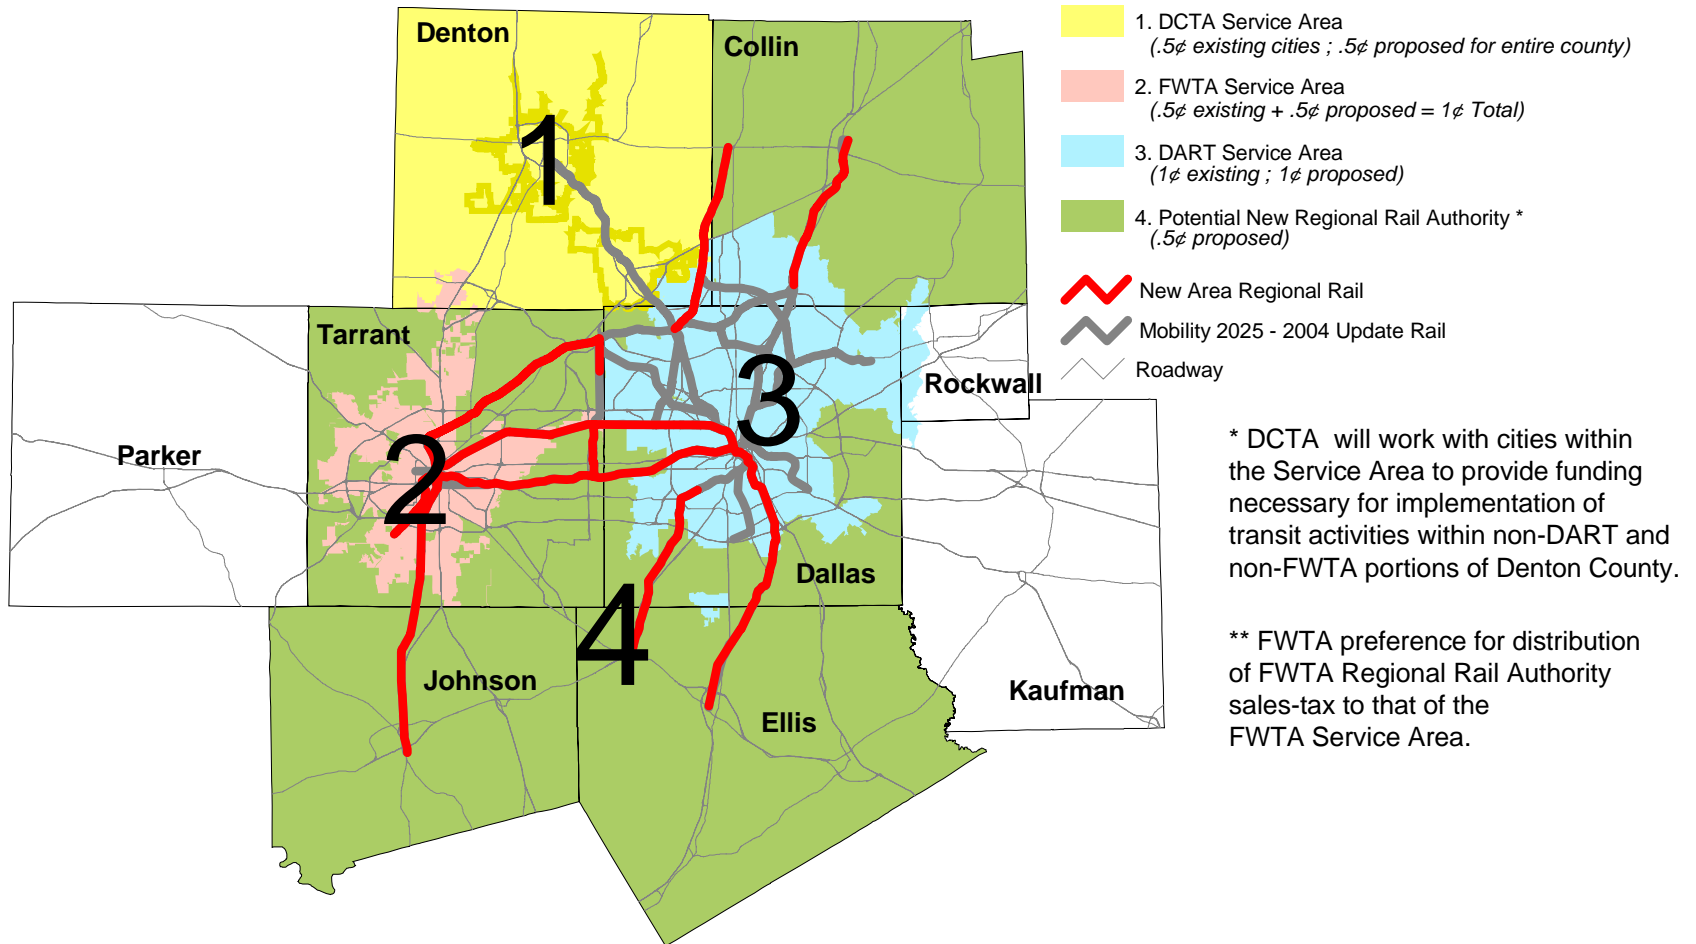 Denton
Collin
1
Tarrant
3
Rockwall
Parker
2
Dallas
4
Johnson
Ellis
Kaufman
1. DCTA Service Area
(.5¢ existing cities ; .5¢ proposed for entire county)
2. FWTA Service Area
(.5¢ existing + .5¢ proposed = 1¢ Total)
3. DART Service Area
(1¢ existing ; 1¢ proposed)
4. Potential New Regional Rail Authority *
(.5¢ proposed)
New Area Regional Rail
Mobility 2025 - 2004 Update Rail
Roadway
* DCTA will work with cities within
the Service Area to provide funding
necessary for implementation of
transit activities within non-DART and
non-FWTA portions of Denton County.
** FWTA preference for distribution
of FWTA Regional Rail Authority
sales-tax to that of the
FWTA Service Area.